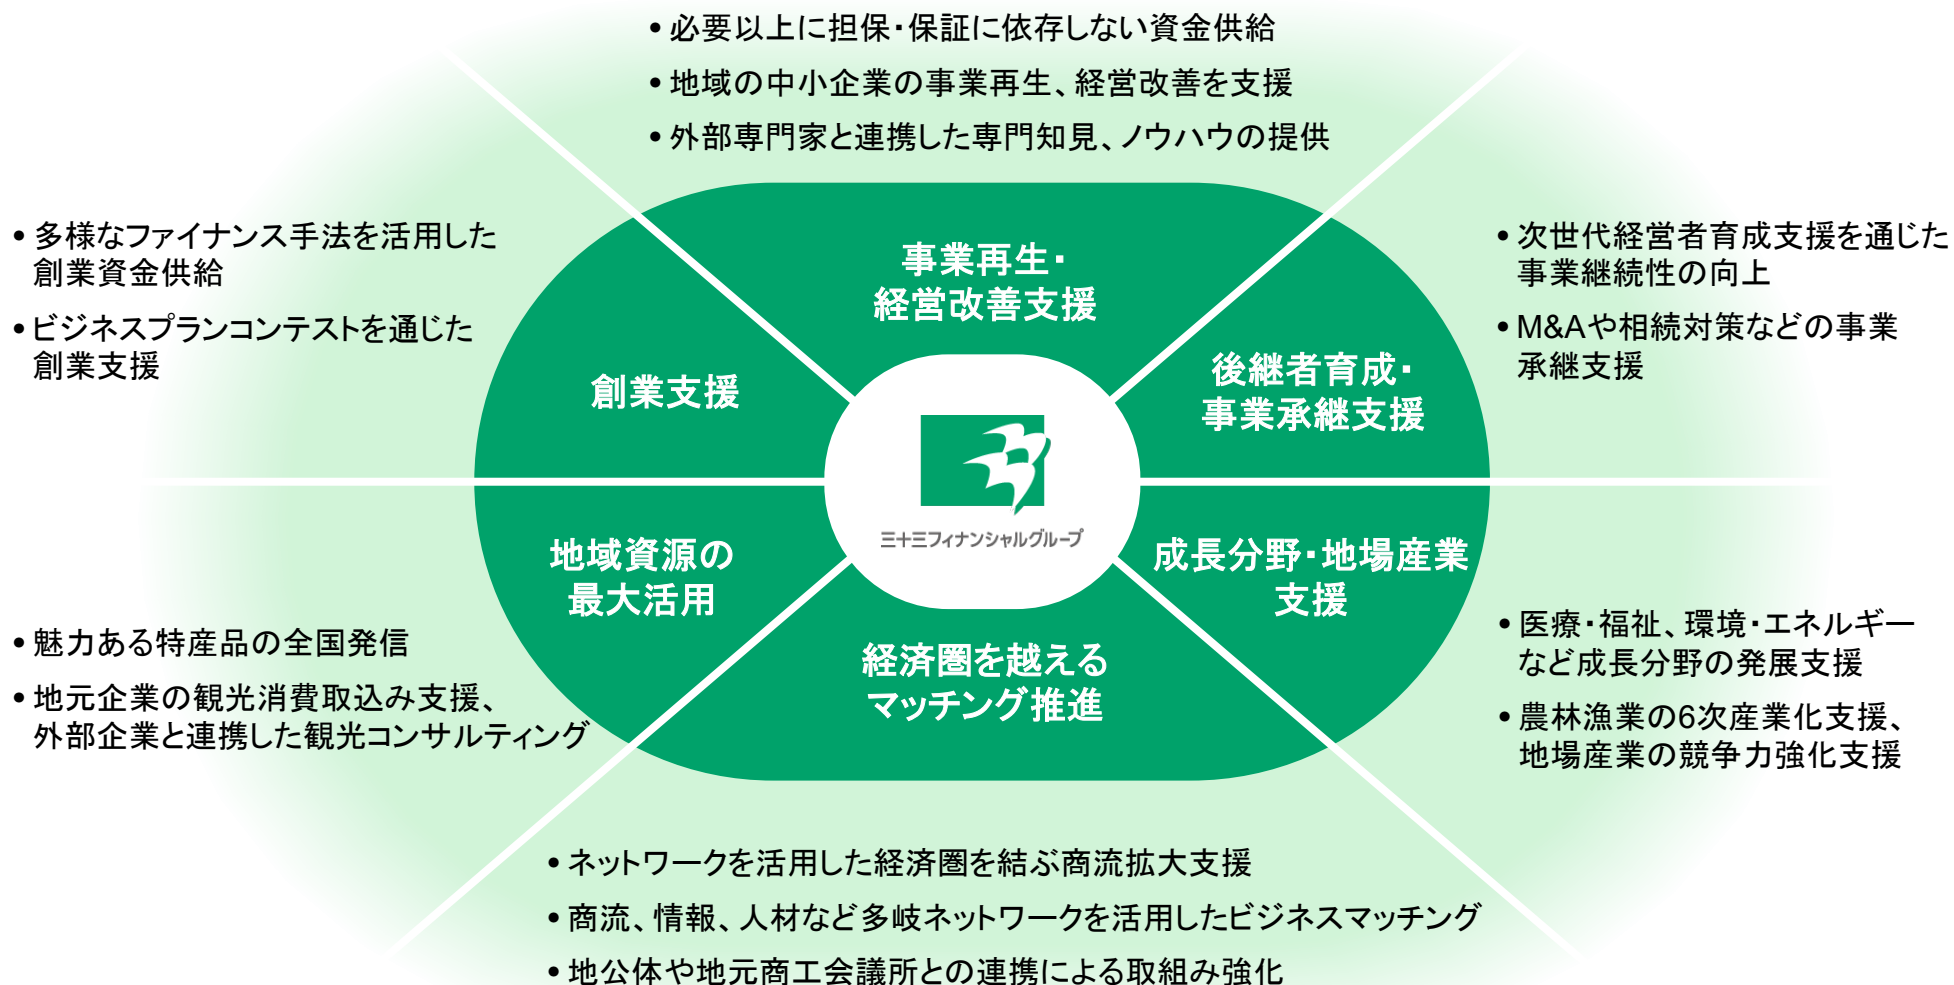 • 必要以上に担保・保証に依存しない資金供給
• 地域の中小企業の事業再生、経営改善を支援
• 外部専門家と連携した専門知見、ノウハウの提供
• 多様なファイナンス手法を活用した
創業資金供給
• ビジネスプランコンテストを通じた
創業支援
事業再生・
経営改善支援
• 次世代経営者育成支援を通じた
事業継続性の向上
• M&Aや相続対策などの事業
承継支援
創業支援
後継者育成・
事業承継支援
三十三フィナンシャルグループ
地域資源の
最大活用
成長分野・地場産業
支援
経済圏を越える
マッチング推進
• 魅力ある特産品の全国発信
• 地元企業の観光消費取込み支援、
外部企業と連携した観光コンサルティング
• 医療・福祉、環境・エネルギー
など成長分野の発展支援
• 農林漁業の6次産業化支援、
地場産業の競争力強化支援
• ネットワークを活用した経済圏を結ぶ商流拡大支援
• 商流、情報、人材など多岐ネットワークを活用したビジネスマッチング
• 地公体や地元商工会議所との連携による取組み強化